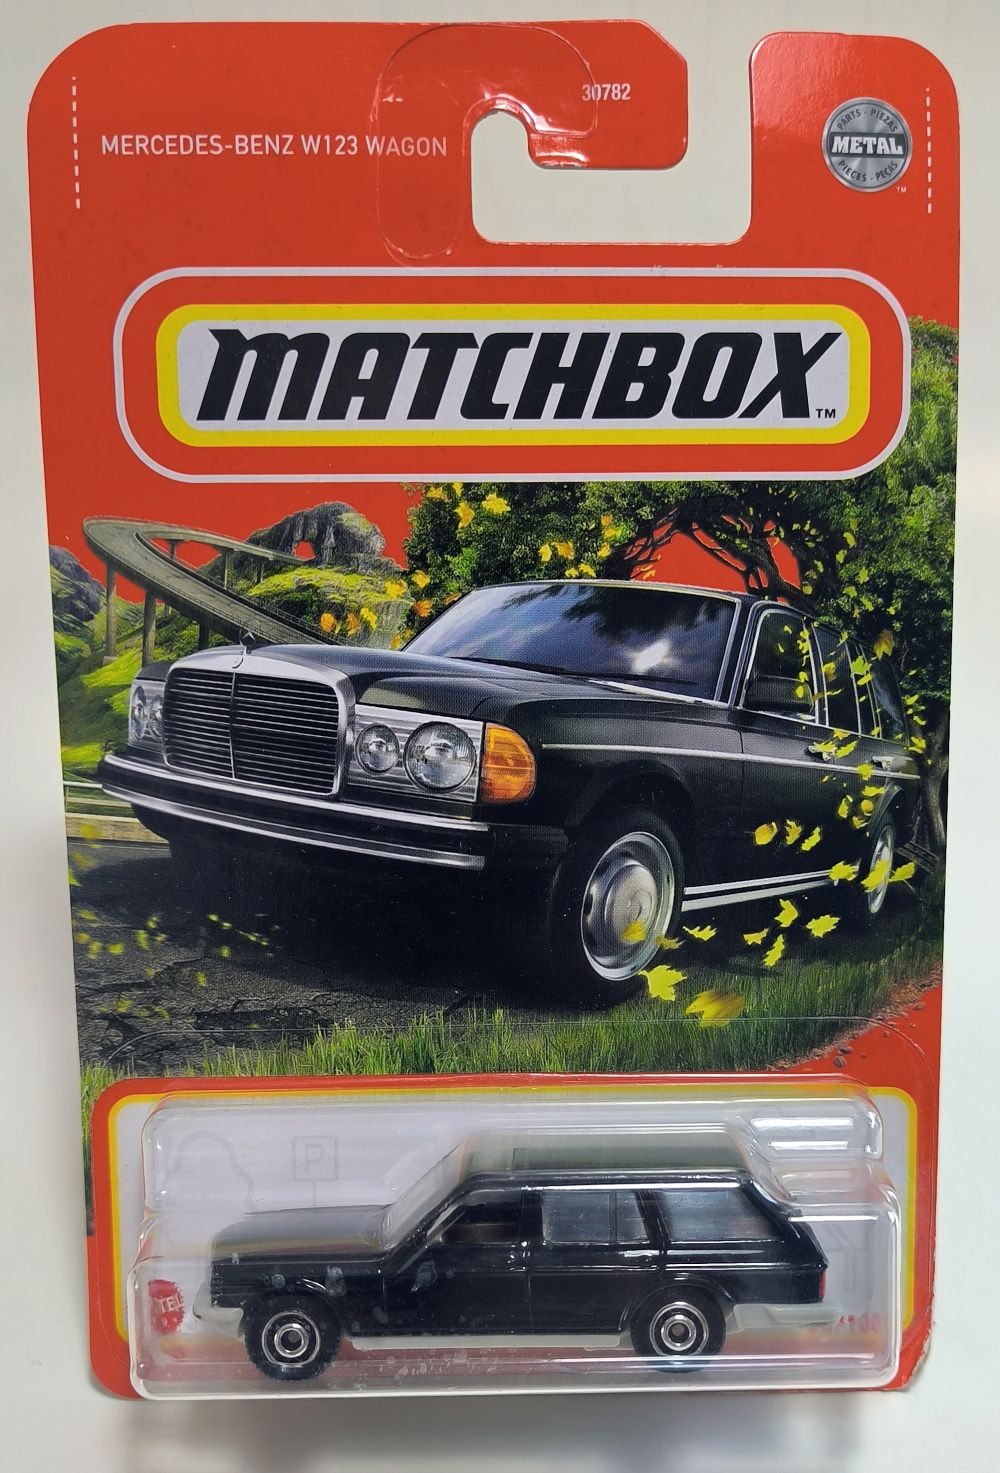 30782
MERCEDES-BENZ W123 WAGON
PARTS - PIEZAS
METAL
PIÈCES - PEÇAS
TM
MATCHBOX
TM
P